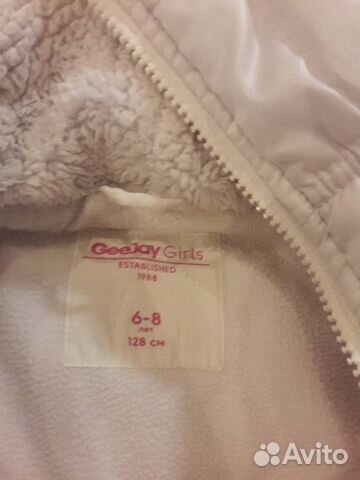 GeeJay Girls
ESTABLISHED
1988
6-8
лет
128 СМ
Avito